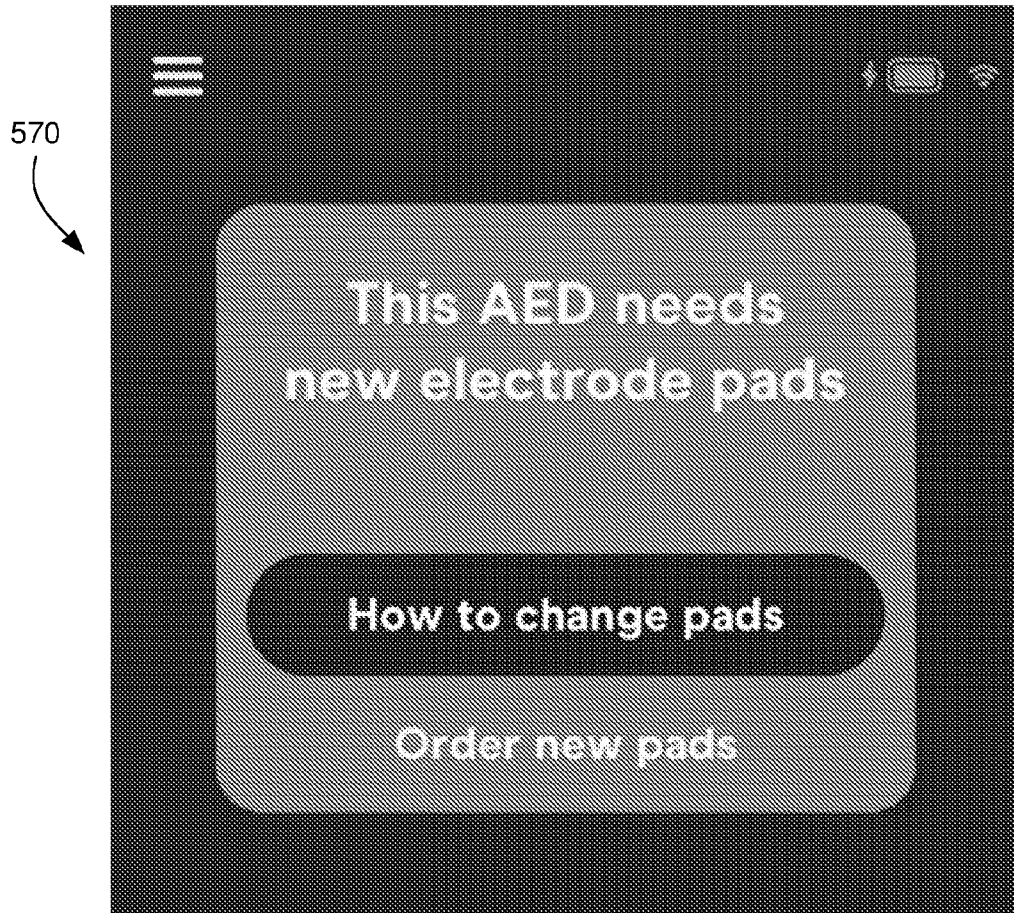 570
This AED needs
new electrode pads
How to change pads
Order new pads